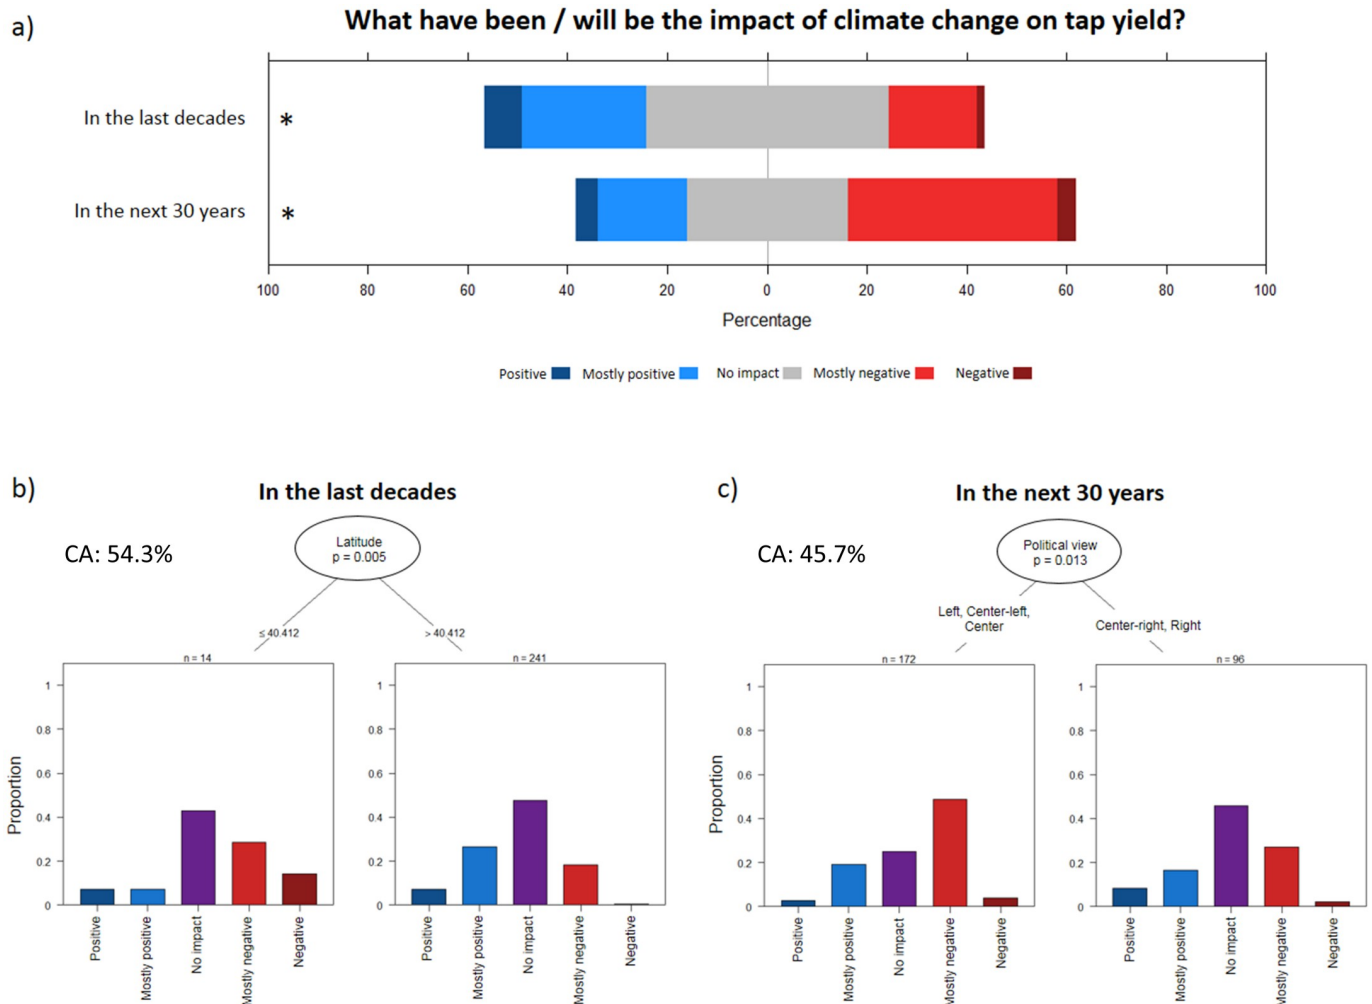 a)
What have been / will be the impact of climate change on tap yield?
In the last decades
*
In the next 30 years
*
100 80 60 40 20 0 20 40 60 80 100
Percentage
Positive Mostly positive No impact Mostly negative Negative
b)
In the last decades
CA: 54.3%
Latitude
p = 0.005
≤ 40.412
> 40.412
n = 14
n = 241
Proportion
1
0.8
0.6
0.4
0.2
0
Positive
Mostly positive
No impact
Mostly negative
Negative
1
0.8
0.6
0.4
0.2
0
Positive
Mostly positive
No impact
Mostly negative
Negative
c)
In the next 30 years
CA: 45.7%
Political view
p = 0.013
Left, Center-left,
Center
Center-right, Right
n = 172
n = 96
Proportion
1
0.8
0.6
0.4
0.2
0
Positive
Mostly positive
No impact
Mostly negative
Negative
1
0.8
0.6
0.4
0.2
0
Positive
Mostly positive
No impact
Mostly negative
Negative